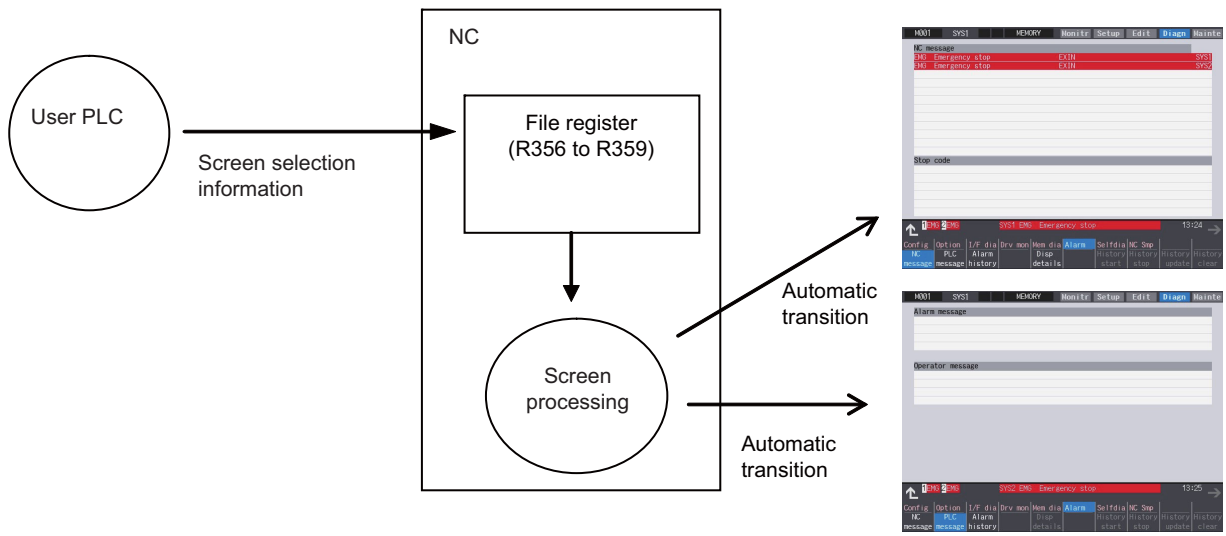 User PLC
Screen selection
information
NC
File register
(R356 to R359)
Screen
processing
Automatic
transition
Automatic
transition
M001 SYS1 MEMORY Monitr Setup Edit Diagn Mainte
NC message
EMG Emergency stop EXIN SYS1
EMG Emergency stop EXIN SYS2
Stop code
1EMG 2EMG SYS1 EMG Emergency stop 13:24
Config Option I/F dia Drv mon Mem dia Alarm Selfdia NC Smp
NC PLC Alarm Disp History History History History
message message history details start stop update clear
M001 SYS1 MEMORY Monitr Setup Edit Diagn Mainte
Alarm message
Operator message
1EMG 2EMG SYS2 EMG Emergency stop 13:25
Config Option I/F dia Drv mon Mem dia Alarm Selfdia NC Smp
NC PLC Alarm Disp History History History History
message message history details start stop update clear